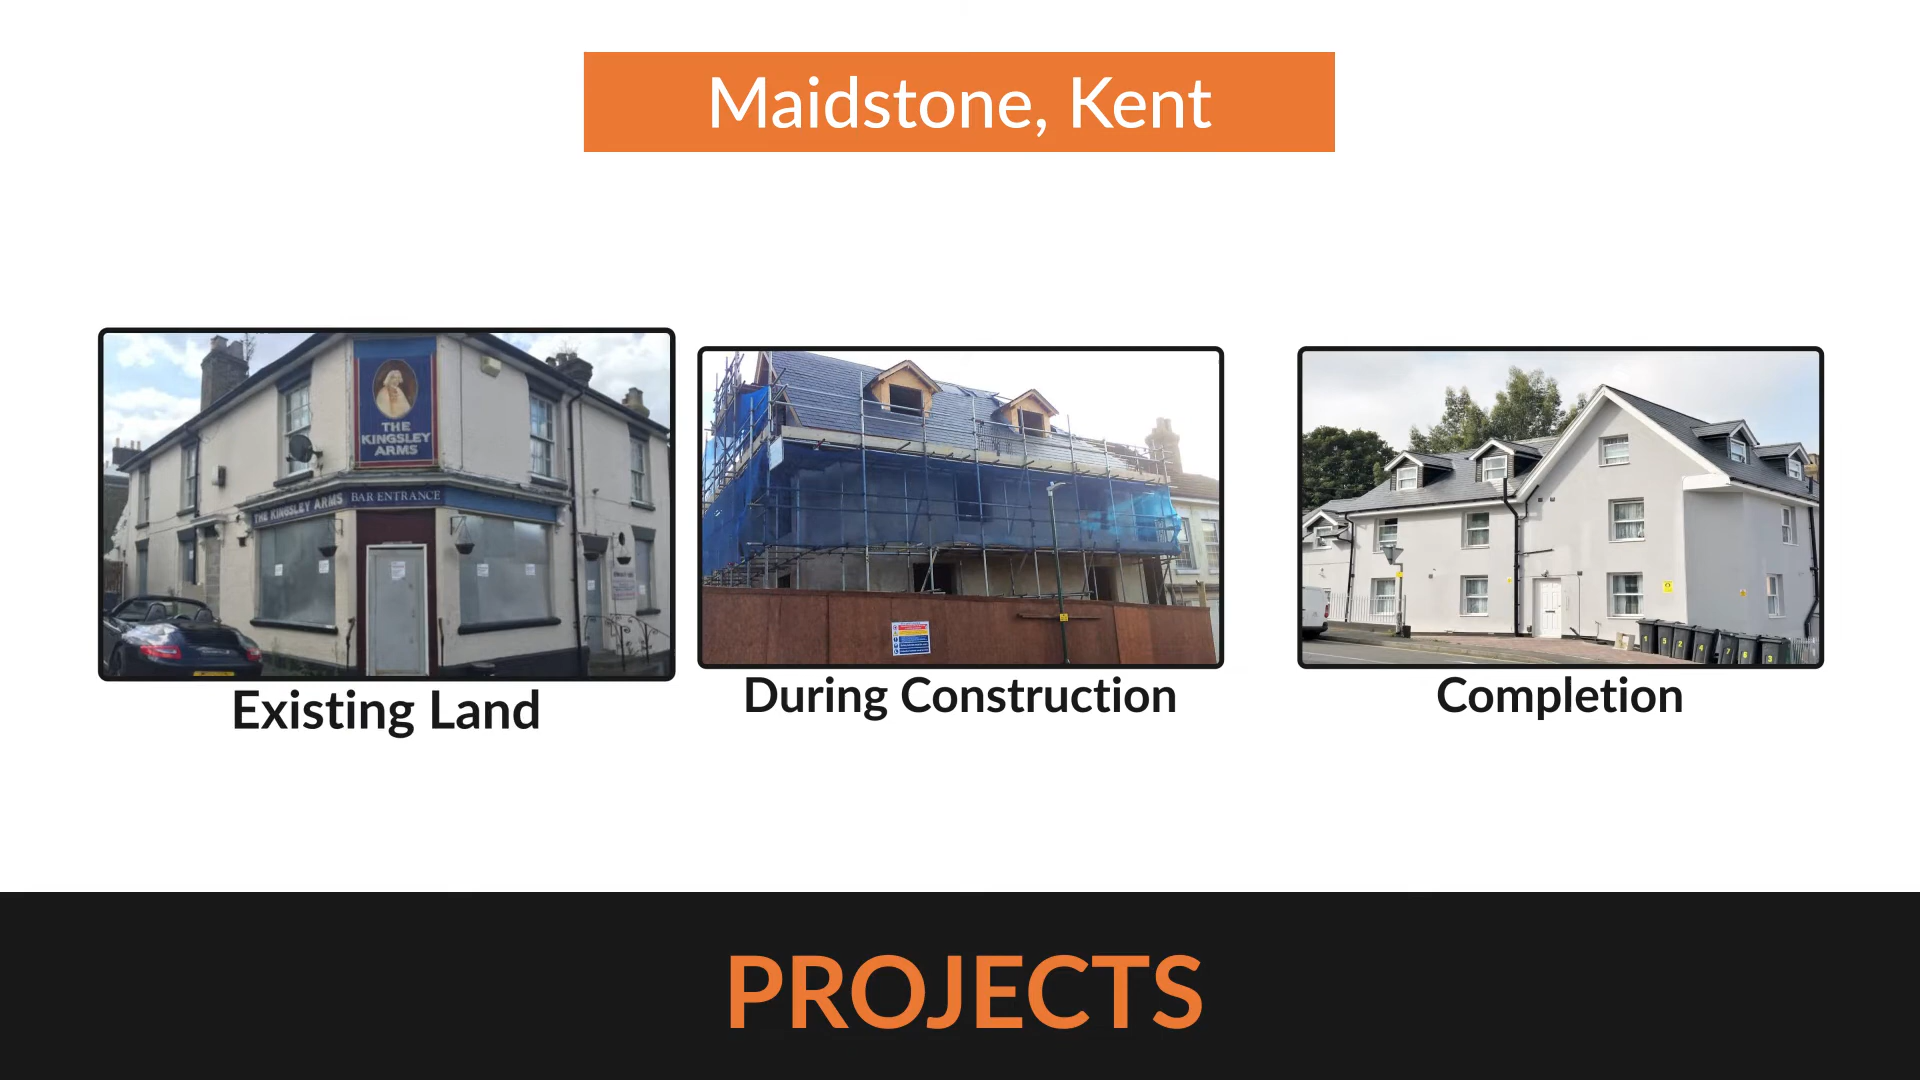 Maidstone, Kent
THE
KINGSLEY
ARMS
THE KINGSLEY ARMS BAR ENTRANCE
Existing Land
During Construction
Completion
PROJECTS